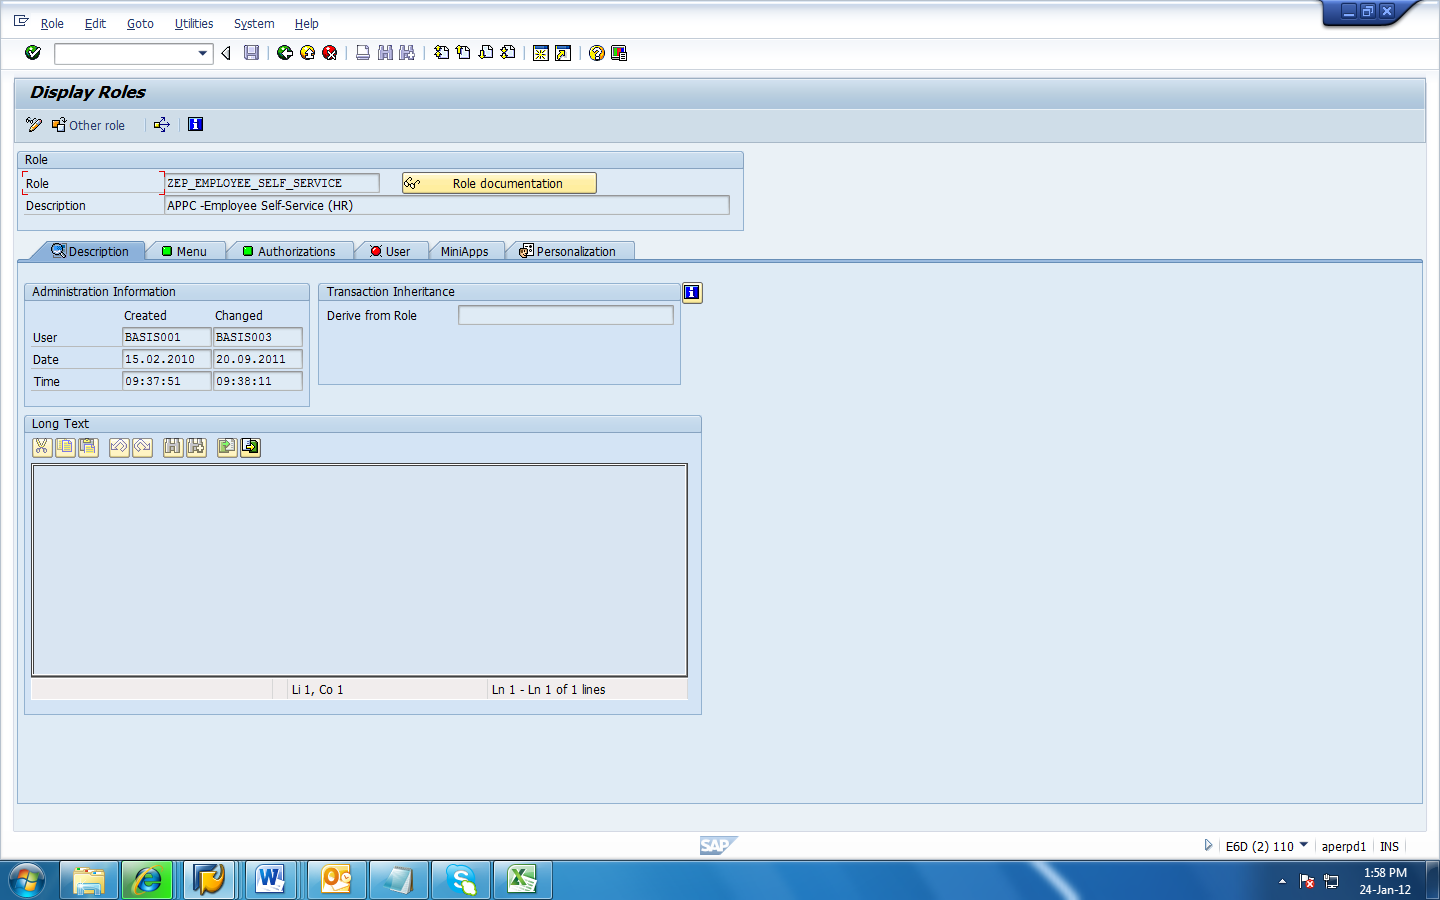 Role Edit Goto Utilities System Help
Display Roles
Other role
Role
Role ZEP_EMPLOYEE_SELF_SERVICE Role documentation
Description APPC -Employee Self-Service (HR)
Description Menu Authorizations User MiniApps Personalization
Administration Information Transaction Inheritance
Created Changed Derive from Role
User BASIS001 BASIS003
Date 15.02.2010 20.09.2011
Time 09:37:51 09:38:11
Long Text
Li 1, Co 1 Ln 1 - Ln 1 of 1 lines
SAP E6D (2) 110 aperpd1 INS
1:58 PM
24-Jan-12